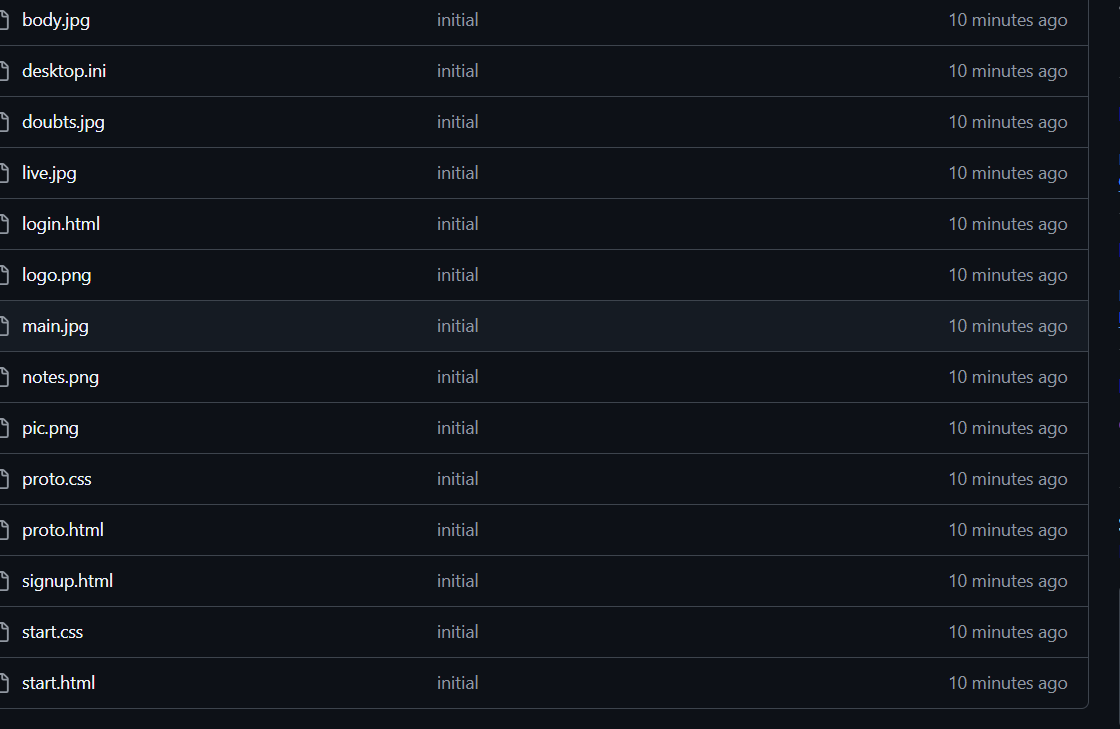 body.jpg initial 10 minutes ago
desktop.ini initial 10 minutes ago
doubts.jpg initial 10 minutes ago
live.jpg initial 10 minutes ago
login.html initial 10 minutes ago
logo.png initial 10 minutes ago
main.jpg initial 10 minutes ago
notes.png initial 10 minutes ago
pic.png initial 10 minutes ago
proto.css initial 10 minutes ago
proto.html initial 10 minutes ago
signup.html initial 10 minutes ago
start.css initial 10 minutes ago
start.html initial 10 minutes ago